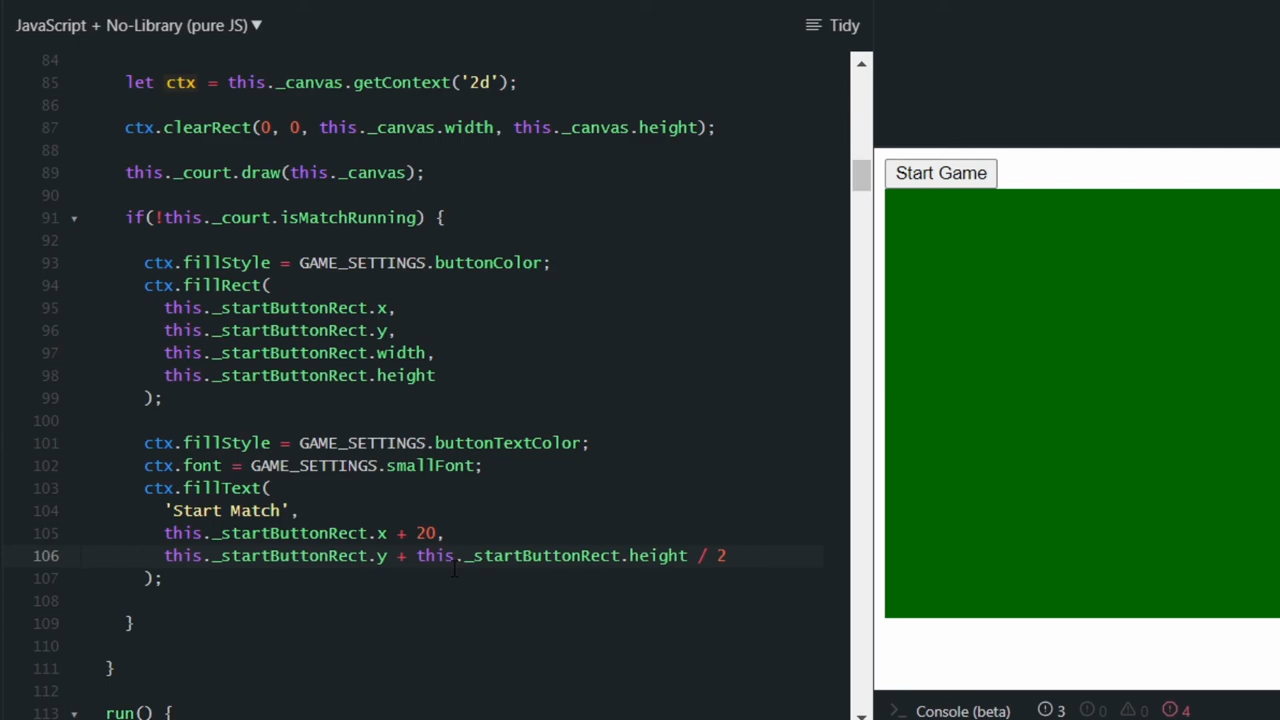 JavaScript + No-Library (pure JS) ▼
Tidy
84
85 let ctx = this._canvas.getContext('2d');
86
87 ctx.clearRect(0, 0, this._canvas.width, this._canvas.height);
88
89 this._court.draw(this._canvas);
90
91 if(!this._court.isMatchRunning) {
92
93 ctx.fillStyle = GAME_SETTINGS.buttonColor;
94 ctx.fillRect(
95 this._startButtonRect.x,
96 this._startButtonRect.y,
97 this._startButtonRect.width,
98 this._startButtonRect.height
99 );
100
101 ctx.fillStyle = GAME_SETTINGS.buttonTextColor;
102 ctx.font = GAME_SETTINGS.smallFont;
103 ctx.fillText(
104 'Start Match',
105 this._startButtonRect.x + 20,
106 this._startButtonRect.y + this._startButtonRect.height / 2
107 );
108
109 }
110
111 }
112
113 run() {
Start Game
Console (beta) 3 0 0 4